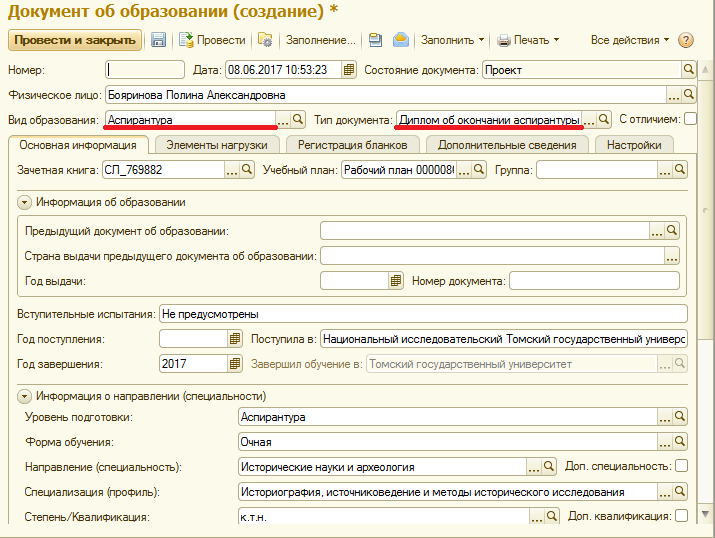 Документ об образовании (создание) *
Провести и закрыть Провести Заполнение... Заполнить Печать Все действия ?
Номер: Дата: 08.06.2017 10:53:23 Состояние документа: Проект
Физическое лицо: Бояринова Полина Александровна
Вид образования: Аспирантура Тип документа: Диплом об окончании аспирантуры С отличием:
Основная информация Элементы нагрузки Регистрация бланков Дополнительные сведения Настройки
Зачетная книга: СЛ_769882 Учебный план: Рабочий план 0000080 Группа:
Информация об образовании
Предыдущий документ об образовании:
Страна выдачи предыдущего документа об образовании:
Год выдачи: Номер документа:
Вступительные испытания: Не предусмотрены
Год поступления: Поступила в: Национальный исследовательский Томский государственный универс
Год завершения: 2017 Завершил обучение в: Томский государственный университет
Информация о направлении (специальности)
Уровень подготовки: Аспирантура
Форма обучения: Очная
Направление (специальность): Исторические науки и археология Доп. специальность:
Специализация (профиль): Историография, источниковедение и методы исторического исследования
Степень/Квалификация: к.т.н. Доп. квалификация: